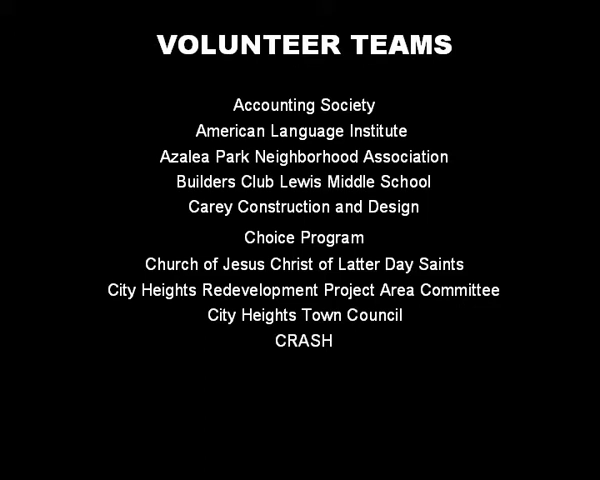 VOLUNTEER TEAMS
Accounting Society
American Language Institute
Azalea Park Neighborhood Association
Builders Club Lewis Middle School
Carey Construction and Design
Choice Program
Church of Jesus Christ of Latter Day Saints
City Heights Redevelopment Project Area Committee
City Heights Town Council
CRASH